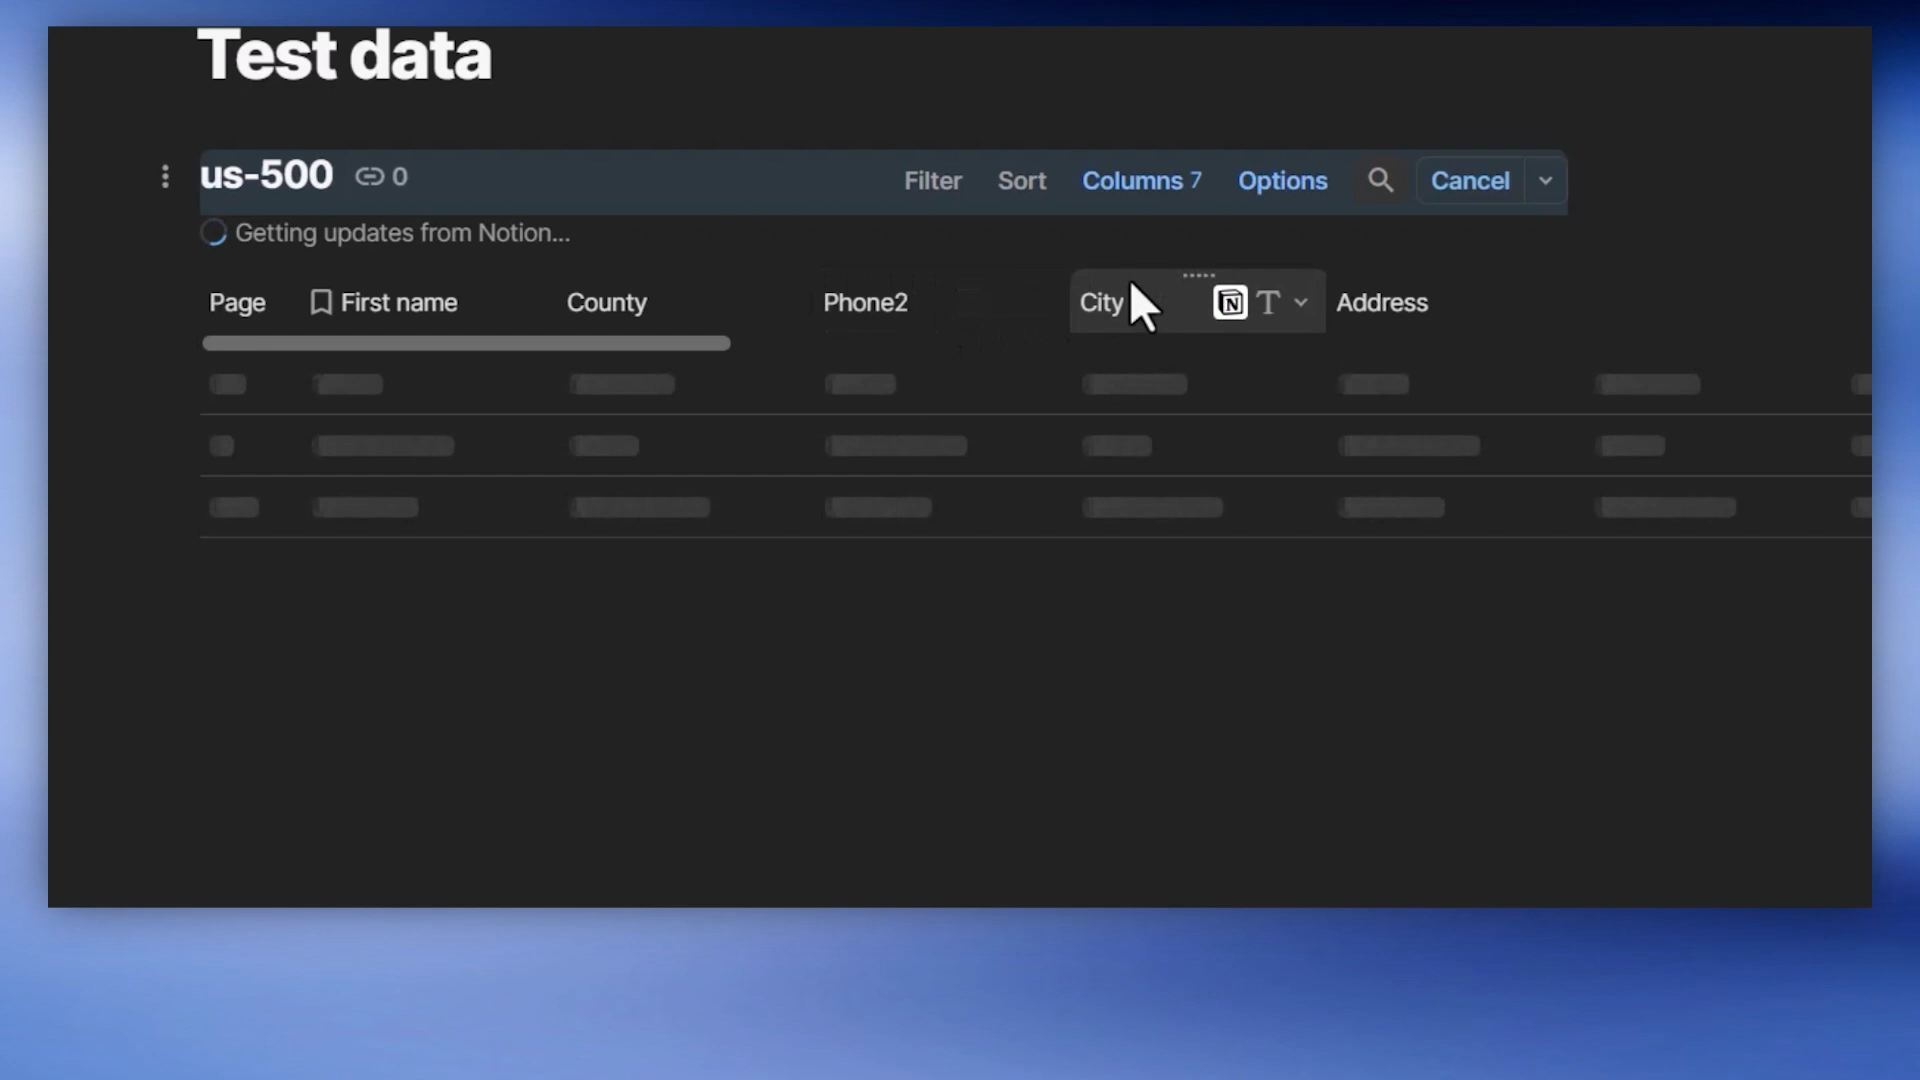 Test data
us-500 0 Filter Sort Columns 7 Options Cancel
Getting updates from Notion...
Page First name County Phone2 City T Address